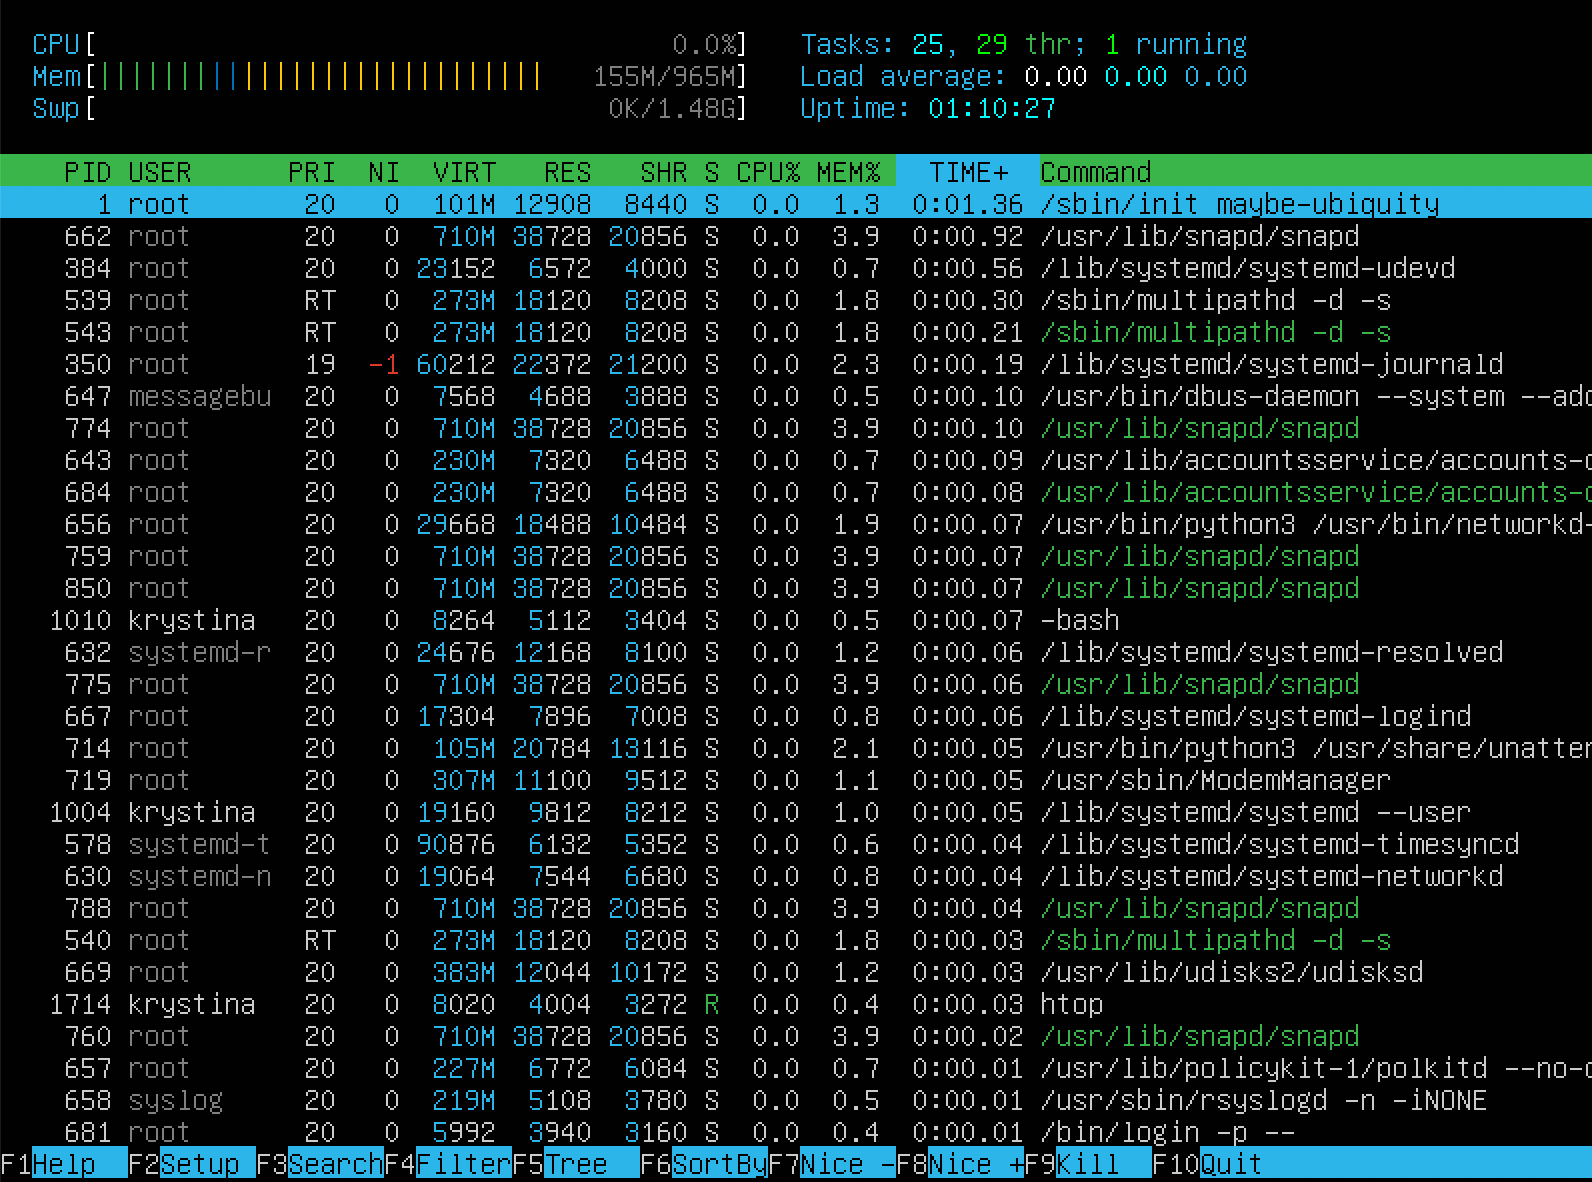 CPU[ 0.0%] Tasks: 25, 29 thr; 1 running
Mem[|||||||||||||||||||||||||||| 155M/965M] Load average: 0.00 0.00 0.00
Swp[ 0K/1.48G] Uptime: 01:10:27
PID USER PRI NI VIRT RES SHR S CPU% MEM% TIME+ Command
1 root 20 0 101M 12908 8440 S 0.0 1.3 0:01.36 /sbin/init maybe-ubiquity
662 root 20 0 710M 38728 20856 S 0.0 3.9 0:00.92 /usr/lib/snapd/snapd
384 root 20 0 23152 6572 4000 S 0.0 0.7 0:00.56 /lib/systemd/systemd-udevd
539 root RT 0 273M 18120 8208 S 0.0 1.8 0:00.30 /sbin/multipathd -d -s
543 root RT 0 273M 18120 8208 S 0.0 1.8 0:00.21 /sbin/multipathd -d -s
350 root 19 -1 60212 22372 21200 S 0.0 2.3 0:00.19 /lib/systemd/systemd-journald
647 messagebu 20 0 7568 4688 3888 S 0.0 0.5 0:00.10 /usr/bin/dbus-daemon --system --add
774 root 20 0 710M 38728 20856 S 0.0 3.9 0:00.10 /usr/lib/snapd/snapd
643 root 20 0 230M 7320 6488 S 0.0 0.7 0:00.09 /usr/lib/accountsservice/accounts-d
684 root 20 0 230M 7320 6488 S 0.0 0.7 0:00.08 /usr/lib/accountsservice/accounts-d
656 root 20 0 29668 18488 10484 S 0.0 1.9 0:00.07 /usr/bin/python3 /usr/bin/networkd-
759 root 20 0 710M 38728 20856 S 0.0 3.9 0:00.07 /usr/lib/snapd/snapd
850 root 20 0 710M 38728 20856 S 0.0 3.9 0:00.07 /usr/lib/snapd/snapd
1010 krystina 20 0 8264 5112 3404 S 0.0 0.5 0:00.07 -bash
632 systemd-r 20 0 24676 12168 8100 S 0.0 1.2 0:00.06 /lib/systemd/systemd-resolved
775 root 20 0 710M 38728 20856 S 0.0 3.9 0:00.06 /usr/lib/snapd/snapd
667 root 20 0 17304 7896 7008 S 0.0 0.8 0:00.06 /lib/systemd/systemd-logind
714 root 20 0 105M 20784 13116 S 0.0 2.1 0:00.05 /usr/bin/python3 /usr/share/unatten
719 root 20 0 307M 11100 9512 S 0.0 1.1 0:00.05 /usr/sbin/ModemManager
1004 krystina 20 0 19160 9812 8212 S 0.0 1.0 0:00.05 /lib/systemd/systemd --user
578 systemd-t 20 0 90876 6132 5352 S 0.0 0.6 0:00.04 /lib/systemd/systemd-timesyncd
630 systemd-n 20 0 19064 7544 6680 S 0.0 0.8 0:00.04 /lib/systemd/systemd-networkd
788 root 20 0 710M 38728 20856 S 0.0 3.9 0:00.04 /usr/lib/snapd/snapd
540 root RT 0 273M 18120 8208 S 0.0 1.8 0:00.03 /sbin/multipathd -d -s
669 root 20 0 383M 12044 10172 S 0.0 1.2 0:00.03 /usr/lib/udisks2/udisksd
1714 krystina 20 0 8020 4004 3272 R 0.0 0.4 0:00.03 htop
760 root 20 0 710M 38728 20856 S 0.0 3.9 0:00.02 /usr/lib/snapd/snapd
657 root 20 0 227M 6772 6084 S 0.0 0.7 0:00.01 /usr/lib/policykit-1/polkitd --no-d
658 syslog 20 0 219M 5108 3780 S 0.0 0.5 0:00.01 /usr/sbin/rsyslogd -n -iNONE
681 root 20 0 5992 3940 3160 S 0.0 0.4 0:00.01 /bin/login -p --
F1Help F2Setup F3SearchF4FilterF5Tree F6SortByF7Nice -F8Nice +F9Kill F10Quit